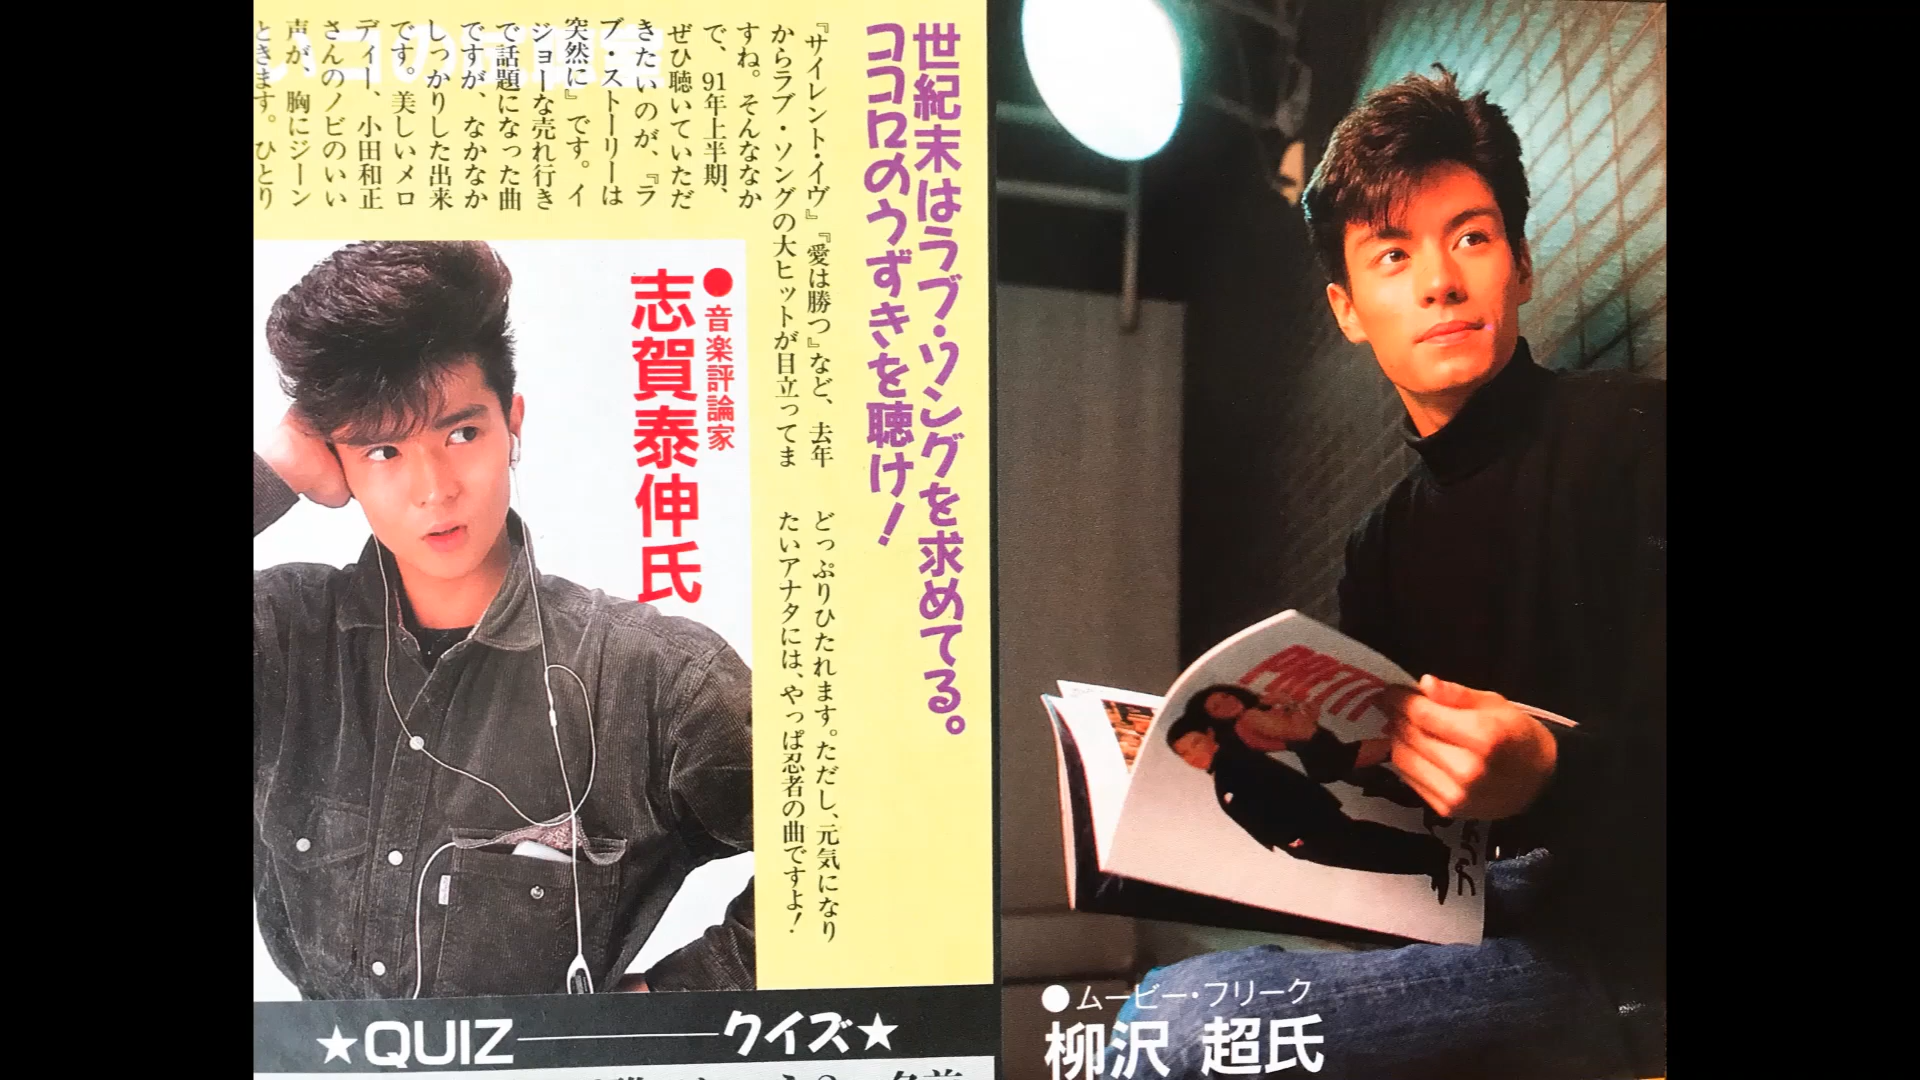 世紀末はラブ・ソングを求めてる。
ココロのうずきを聴け!
『サイレント・イヴ』『愛は勝つ』など、去年
からラブ・ソングの大ヒットが目立ってま
すね。そんななか
で、91年上半期、
ぜひ聴いていただ
きたいのが、『ラ
ブ・ストーリーは
突然に』です。イ
ジョーな売れ行き
で話題になった曲
ですが、なかなか
しっかりした出来
です。美しいメロ
ディー、小田和正
さんのノビのいい
声が、胸にジーン
ときます。ひとり
どっぷりひたれます。ただし、元気になり
たいアナタには、やっぱ忍者の曲ですよ!
●音楽評論家
志賀泰伸氏
★QUIZ
クイズ★
●ムービー・フリーク
柳沢 超氏